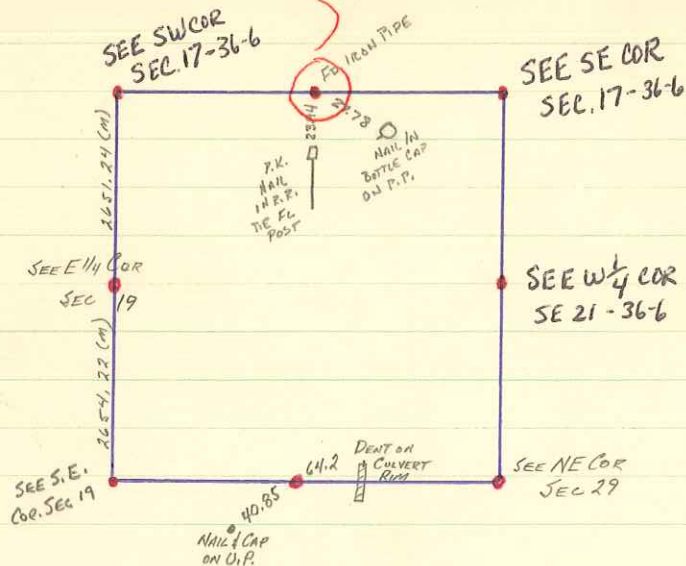 SEE SW COR
SEC. 17-36-6
FD IRON PIPE
SEE SE COR
SEC. 17-36-6
23.14
21.78
P.K.
NAIL
IN R.R.
TIE FC
POST
NAIL IN
BOTTLE CAP
ON P.P.
2651.24 (M)
SEE E 1/4 COR
SEC 19
SEE W 1/4 COR
SE 21-36-6
2654.22 (M)
SEE S.E.
COR. SEC 19
40.85
64.2
DENT ON
CULVERT
RIM
SEE NE COR
SEC 29
NAIL & CAP
ON U.P.